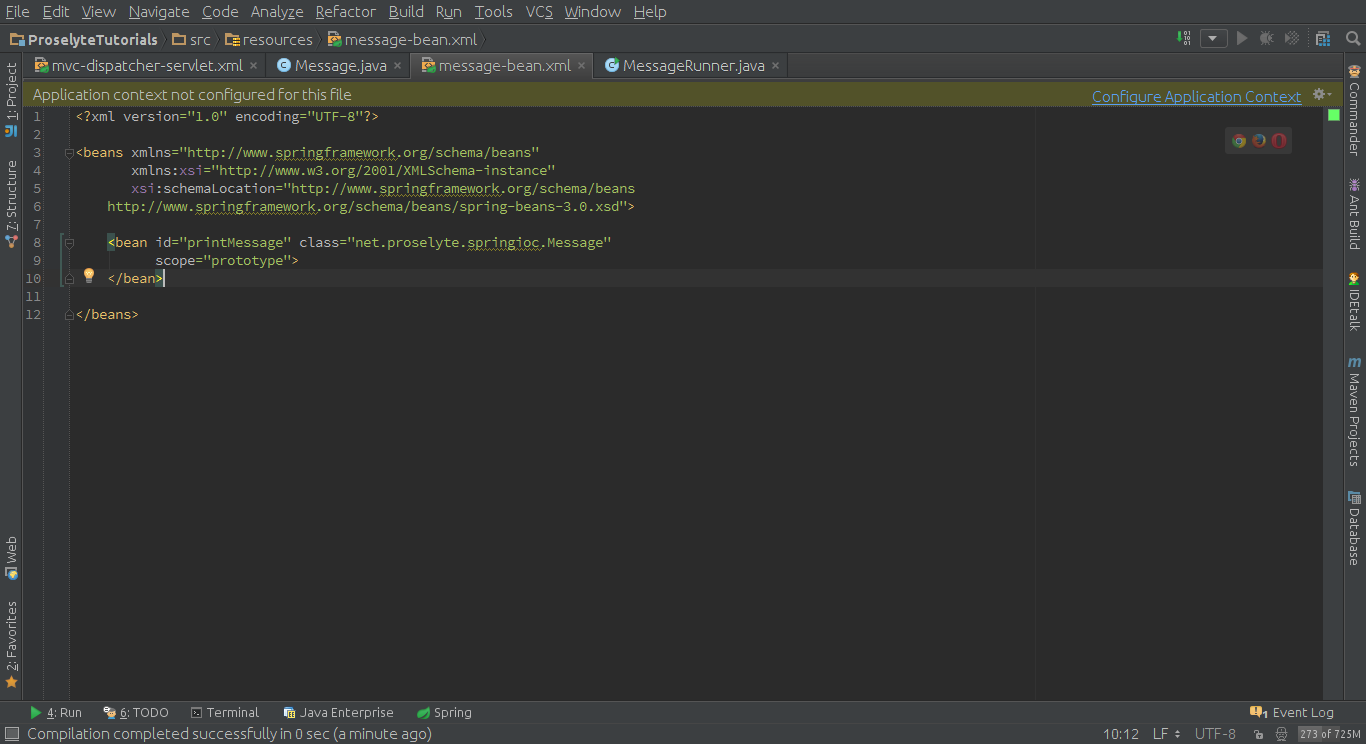 File Edit View Navigate Code Analyze Refactor Build Run Tools VCS Window Help
ProselyteTutorials src resources message-bean.xml
mvc-dispatcher-servlet.xml Message.java message-bean.xml MessageRunner.java
Application context not configured for this file Configure Application Context
1 <?xml version="1.0" encoding="UTF-8"?>
2
3 <beans xmlns="http://www.springframework.org/schema/beans"
4 xmlns:xsi="http://www.w3.org/2001/XMLSchema-instance"
5 xsi:schemaLocation="http://www.springframework.org/schema/beans
6 http://www.springframework.org/schema/beans/spring-beans-3.0.xsd">
7
8 <bean id="printMessage" class="net.proselyte.springioc.Message"
9 scope="prototype">
10 </bean>
11
12 </beans>
1: Project
7: Structure
Web
2: Favorites
Commander
Ant Build
IDEtalk
Maven Projects
Database
4: Run 6: TODO Terminal Java Enterprise Spring 1 Event Log
Compilation completed successfully in 0 sec (a minute ago) 10:12 LF UTF-8 273 of 725M